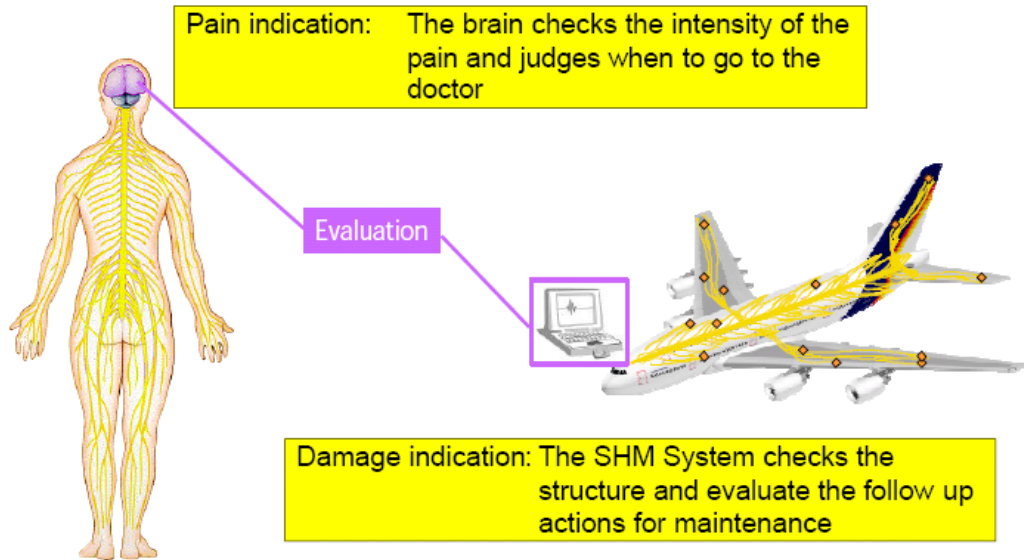 Pain indication: The brain checks the intensity of the
pain and judges when to go to the
doctor
Evaluation
Damage indication: The SHM System checks the
structure and evaluate the follow up
actions for maintenance